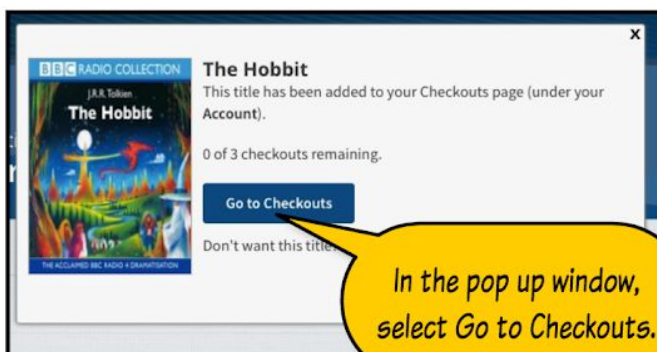 x
BBC RADIO COLLECTION
J.R.R. Tolkien
The Hobbit
THE ACCLAIMED BBC RADIO 4 DRAMATISATION
The Hobbit
This title has been added to your Checkouts page (under your
Account).
0 of 3 checkouts remaining.
Go to Checkouts
Don't want this title?
In the pop up window,
select Go to Checkouts.